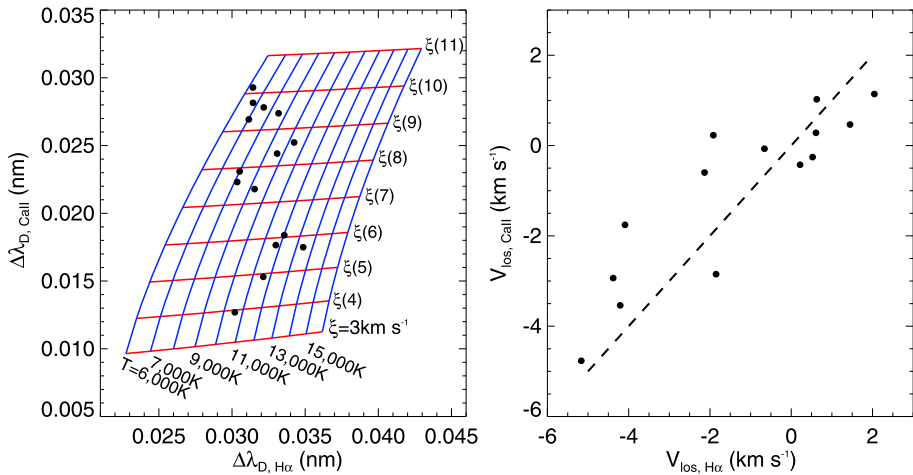 0.035
0.030
0.025
0.020
0.015
0.010
0.005
Δλ_D, CaII (nm)
ξ(11)
ξ(10)
ξ(9)
ξ(8)
ξ(7)
ξ(6)
ξ(5)
ξ(4)
ξ=3km s⁻¹
T=6,000K
7,000K
9,000K
11,000K
13,000K
15,000K
0.025 0.030 0.035 0.040 0.045
Δλ_D, Hα (nm)
2
0
-2
-4
-6
V_los, CaII (km s⁻¹)
-6 -4 -2 0 2
V_los, Hα (km s⁻¹)